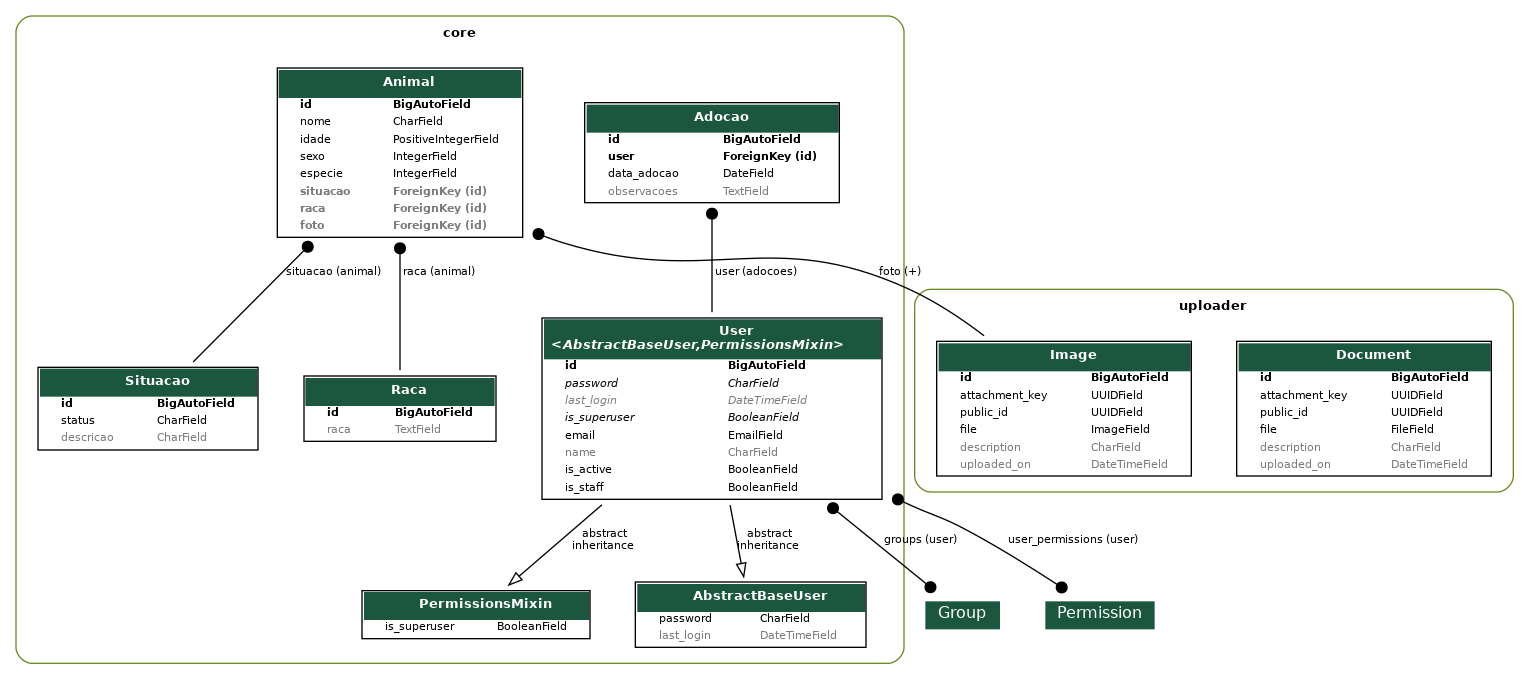 core
Animal
id BigAutoField
nome CharField
idade PositiveIntegerField
sexo IntegerField
especie IntegerField
situacao ForeignKey (id)
raca ForeignKey (id)
foto ForeignKey (id)
Adocao
id BigAutoField
user ForeignKey (id)
data_adocao DateField
observacoes TextField
situacao (animal)
raca (animal)
user (adocoes)
foto (+)
Situacao
id BigAutoField
status CharField
descricao CharField
Raca
id BigAutoField
raca TextField
User
<AbstractBaseUser,PermissionsMixin>
id BigAutoField
password CharField
last_login DateTimeField
is_superuser BooleanField
email EmailField
name CharField
is_active BooleanField
is_staff BooleanField
uploader
Image
id BigAutoField
attachment_key UUIDField
public_id UUIDField
file ImageField
description CharField
uploaded_on DateTimeField
Document
id BigAutoField
attachment_key UUIDField
public_id UUIDField
file FileField
description CharField
uploaded_on DateTimeField
abstract
inheritance
abstract
inheritance
groups (user)
user_permissions (user)
PermissionsMixin
is_superuser BooleanField
AbstractBaseUser
password CharField
last_login DateTimeField
Group
Permission